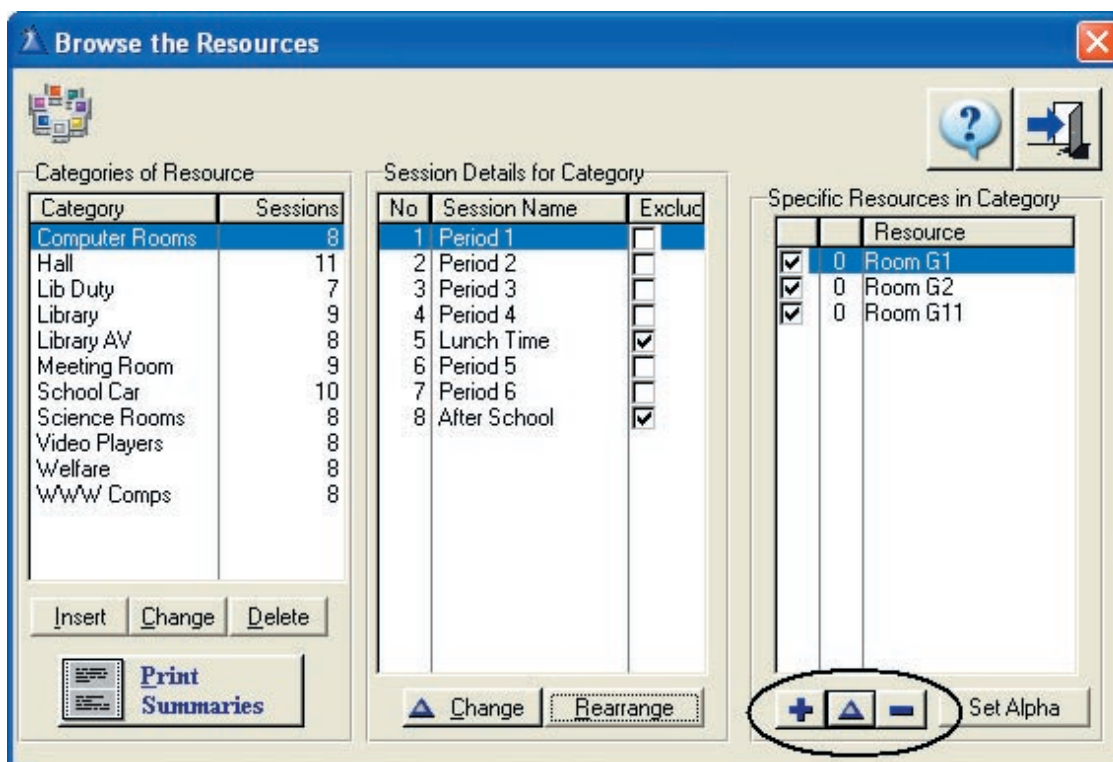 Browse the Resources
?
Categories of Resource
Category Sessions
Computer Rooms 8
Hall 11
Lib Duty 7
Library 9
Library AV 8
Meeting Room 9
School Car 10
Science Rooms 8
Video Players 8
Welfare 8
WWW Comps 8
Insert Change Delete
Print
Summaries
Session Details for Category
No Session Name Exclud
1 Period 1
2 Period 2
3 Period 3
4 Period 4
5 Lunch Time
6 Period 5
7 Period 6
8 After School
Change Rearrange
Specific Resources in Category
Resource
0 Room G1
0 Room G2
0 Room G11
Set Alpha